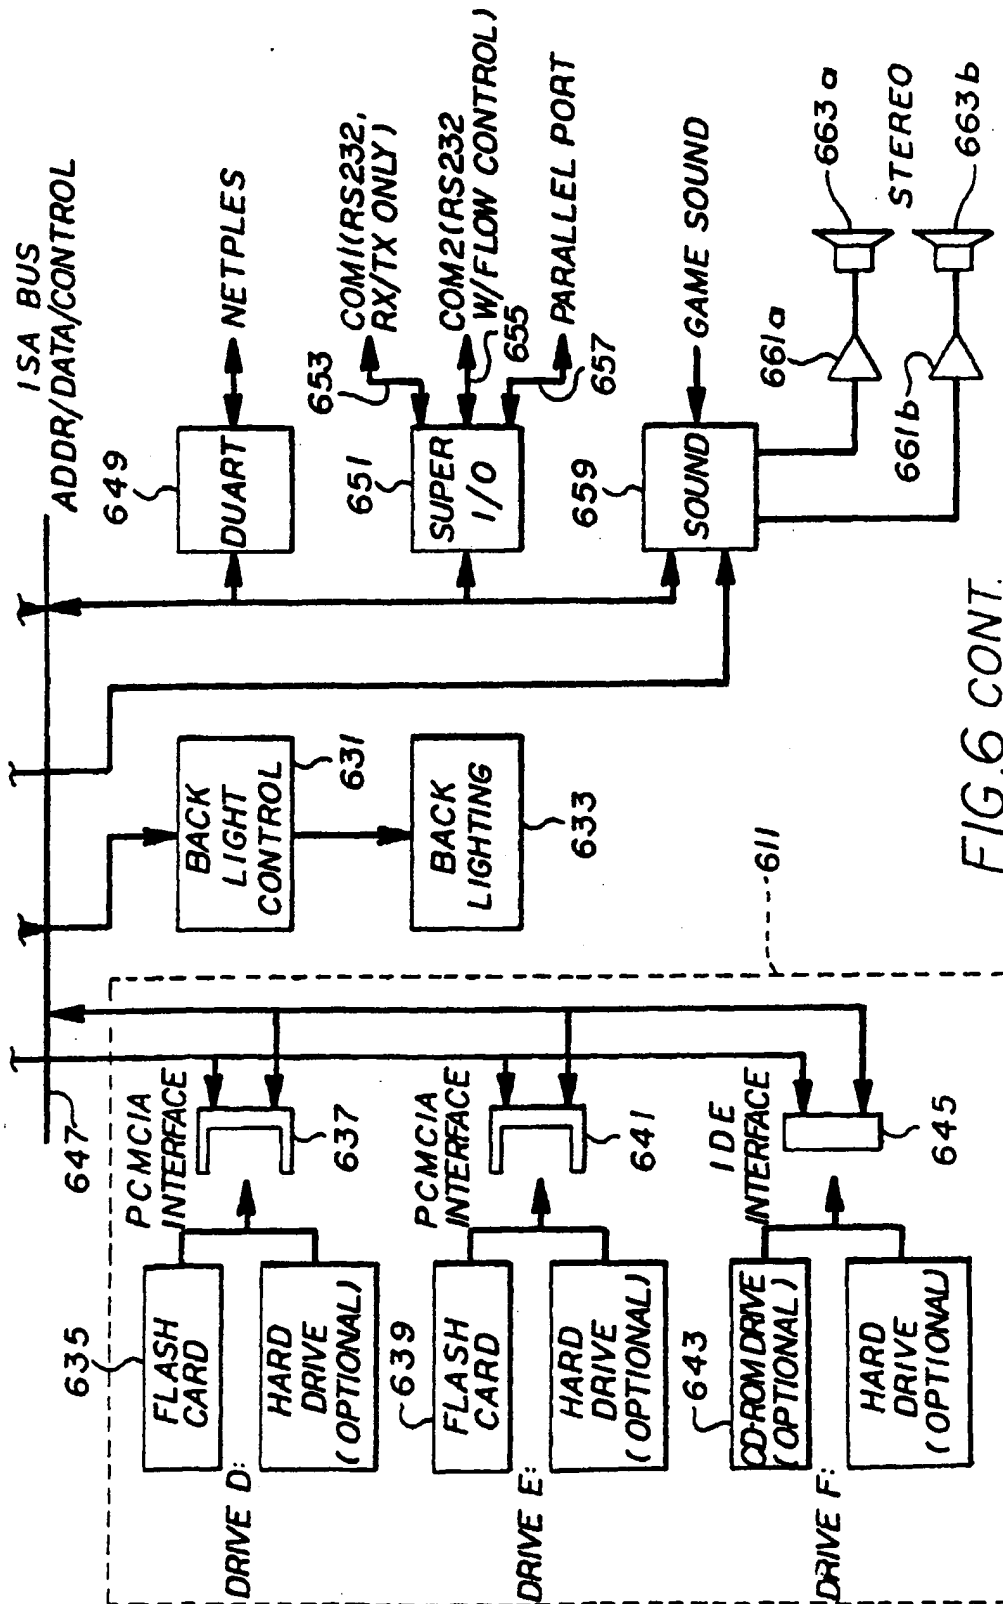 ISA BUS
ADDR/DATA/CONTROL
647
649
DUART
NETPLES
651
SUPER
I/O
653
COM1(RS232,
RX/TX ONLY)
COM2(RS232
W/FLOW CONTROL)
655
PARALLEL PORT
657
659
SOUND
GAME SOUND
661a
661b
663a
STEREO
663b
BACK
LIGHT
CONTROL
631
BACK
LIGHTING
633
611
635
FLASH
CARD
HARD
DRIVE
(OPTIONAL)
DRIVE D:
PCMCIA
INTERFACE
637
639
FLASH
CARD
HARD
DRIVE
(OPTIONAL)
DRIVE E:
PCMCIA
INTERFACE
641
643
CD-ROM DRIVE
(OPTIONAL)
HARD
DRIVE
(OPTIONAL)
DRIVE F:
IDE
INTERFACE
645
FIG.6 CONT.